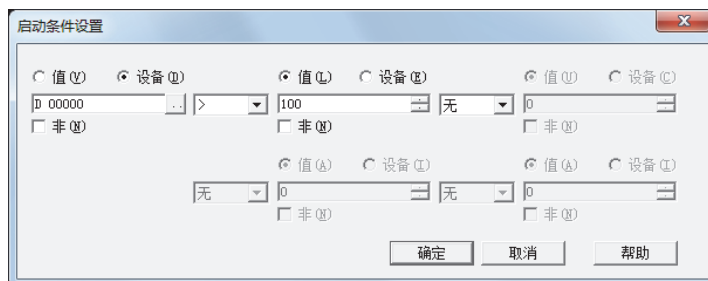 启动条件设置
值(V) 设备(D) 值(L) 设备(E) 值(U) 设备(C)
D 00000 .. > 100 无 0
非(N) 非(N) 非(N)
值(A) 设备(I) 值(A) 设备(I)
无 0 无 0
非(N) 非(N)
确定 取消 帮助